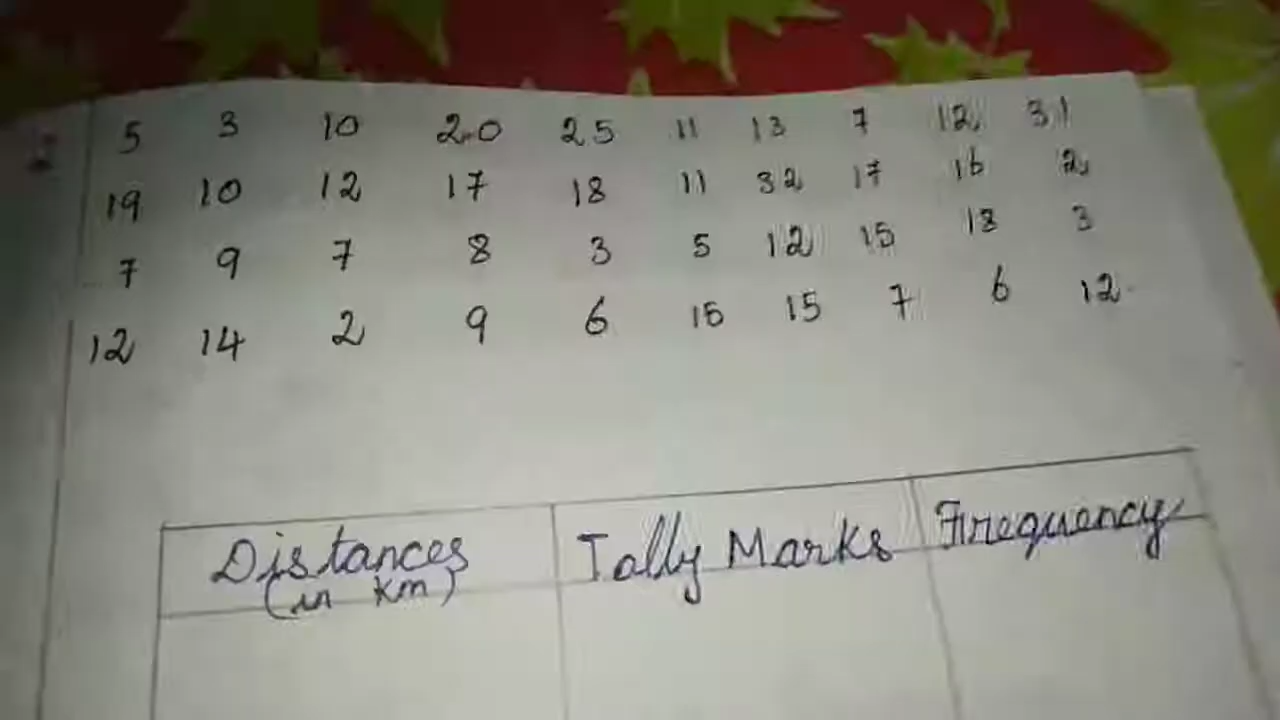 2 5 3 10 20 25 11 13 7 12 31
19 10 12 17 18 11 32 17 16 2
7 9 7 8 3 5 12 15 18 3
12 14 2 9 6 15 15 7 6 12
Distances Tally Marks Frequency
(in km)